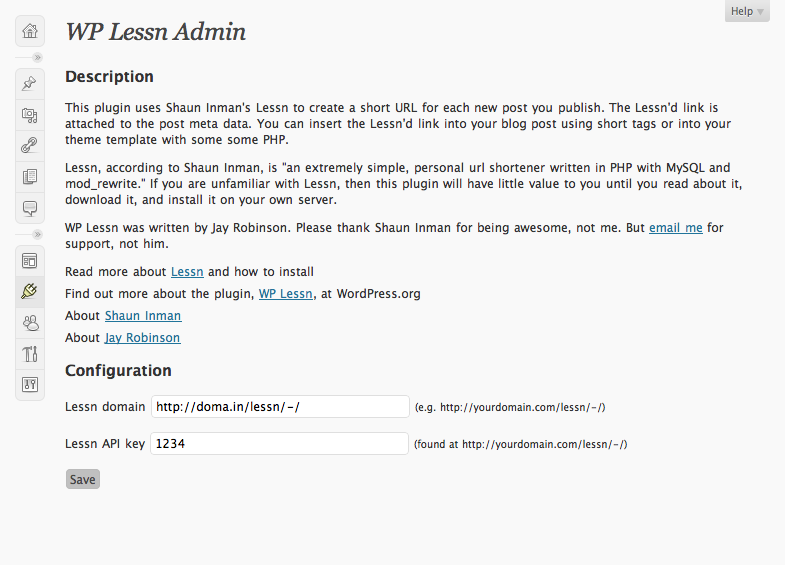 Help
WP Lessn Admin
Description
This plugin uses Shaun Inman's Lessn to create a short URL for each new post you publish. The Lessn'd link is
attached to the post meta data. You can insert the Lessn'd link into your blog post using short tags or into your
theme template with some some PHP.
Lessn, according to Shaun Inman, is "an extremely simple, personal url shortener written in PHP with MySQL and
mod_rewrite." If you are unfamiliar with Lessn, then this plugin will have little value to you until you read about it,
download it, and install it on your own server.
WP Lessn was written by Jay Robinson. Please thank Shaun Inman for being awesome, not me. But email me for
support, not him.
Read more about Lessn and how to install
Find out more about the plugin, WP Lessn, at WordPress.org
About Shaun Inman
About Jay Robinson
Configuration
Lessn domain http://doma.in/lessn/-/ (e.g. http://yourdomain.com/lessn/-/)
Lessn API key 1234 (found at http://yourdomain.com/lessn/-/)
Save